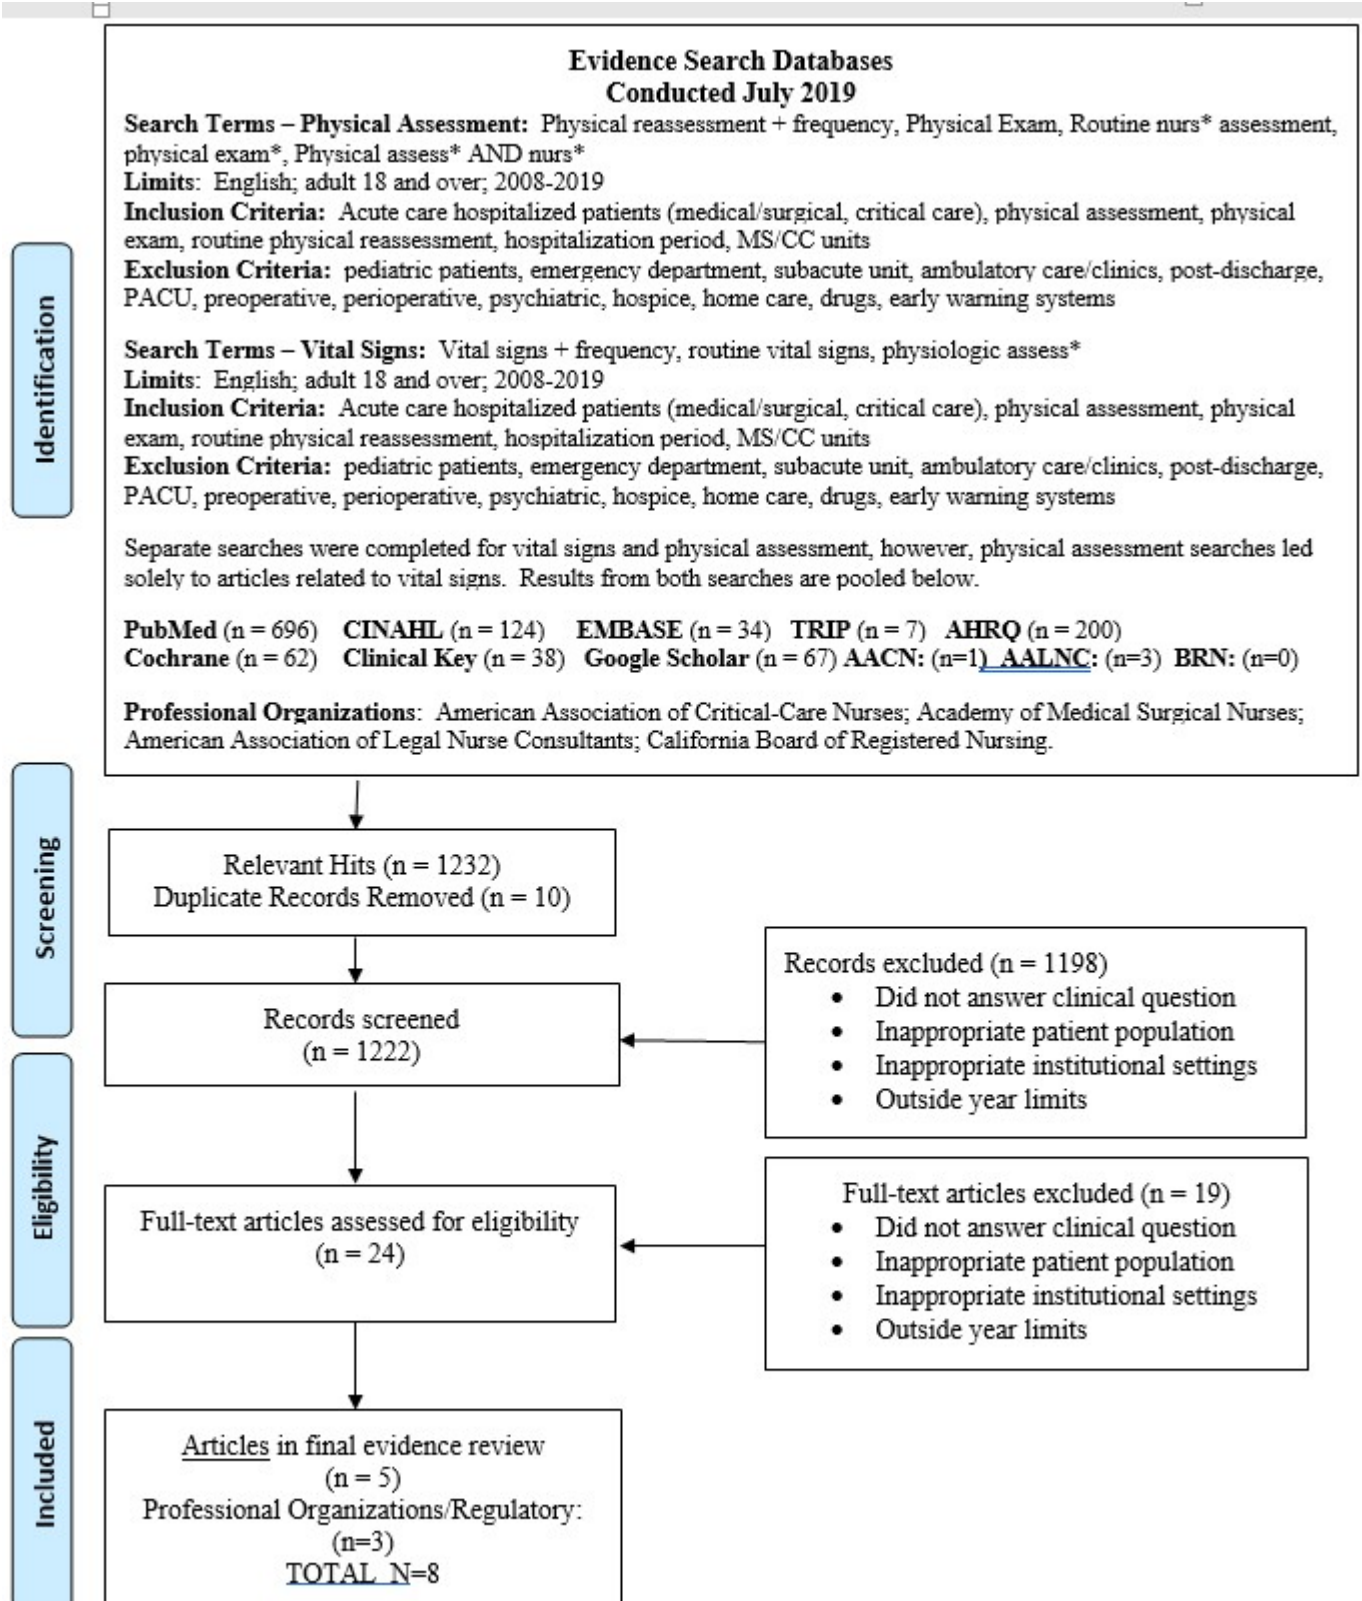 Evidence Search Databases
Conducted July 2019
Search Terms – Physical Assessment: Physical reassessment + frequency, Physical Exam, Routine nurs* assessment,
physical exam*, Physical assess* AND nurs*
Limits: English; adult 18 and over; 2008-2019
Inclusion Criteria: Acute care hospitalized patients (medical/surgical, critical care), physical assessment, physical
exam, routine physical reassessment, hospitalization period, MS/CC units
Exclusion Criteria: pediatric patients, emergency department, subacute unit, ambulatory care/clinics, post-discharge,
PACU, preoperative, perioperative, psychiatric, hospice, home care, drugs, early warning systems
Search Terms – Vital Signs: Vital signs + frequency, routine vital signs, physiologic assess*
Limits: English; adult 18 and over; 2008-2019
Inclusion Criteria: Acute care hospitalized patients (medical/surgical, critical care), physical assessment, physical
exam, routine physical reassessment, hospitalization period, MS/CC units
Exclusion Criteria: pediatric patients, emergency department, subacute unit, ambulatory care/clinics, post-discharge,
PACU, preoperative, perioperative, psychiatric, hospice, home care, drugs, early warning systems
Separate searches were completed for vital signs and physical assessment, however, physical assessment searches led
solely to articles related to vital signs. Results from both searches are pooled below.
PubMed (n = 696) CINAHL (n = 124) EMBASE (n = 34) TRIP (n = 7) AHRQ (n = 200)
Cochrane (n = 62) Clinical Key (n = 38) Google Scholar (n = 67) AACN: (n=1) AALNC: (n=3) BRN: (n=0)
Professional Organizations: American Association of Critical-Care Nurses; Academy of Medical Surgical Nurses;
American Association of Legal Nurse Consultants; California Board of Registered Nursing.
Identification
Screening
Relevant Hits (n = 1232)
Duplicate Records Removed (n = 10)
Records screened
(n = 1222)
Records excluded (n = 1198)
• Did not answer clinical question
• Inappropriate patient population
• Inappropriate institutional settings
• Outside year limits
Eligibility
Full-text articles assessed for eligibility
(n = 24)
Full-text articles excluded (n = 19)
• Did not answer clinical question
• Inappropriate patient population
• Inappropriate institutional settings
• Outside year limits
Included
Articles in final evidence review
(n = 5)
Professional Organizations/Regulatory:
(n=3)
TOTAL N=8